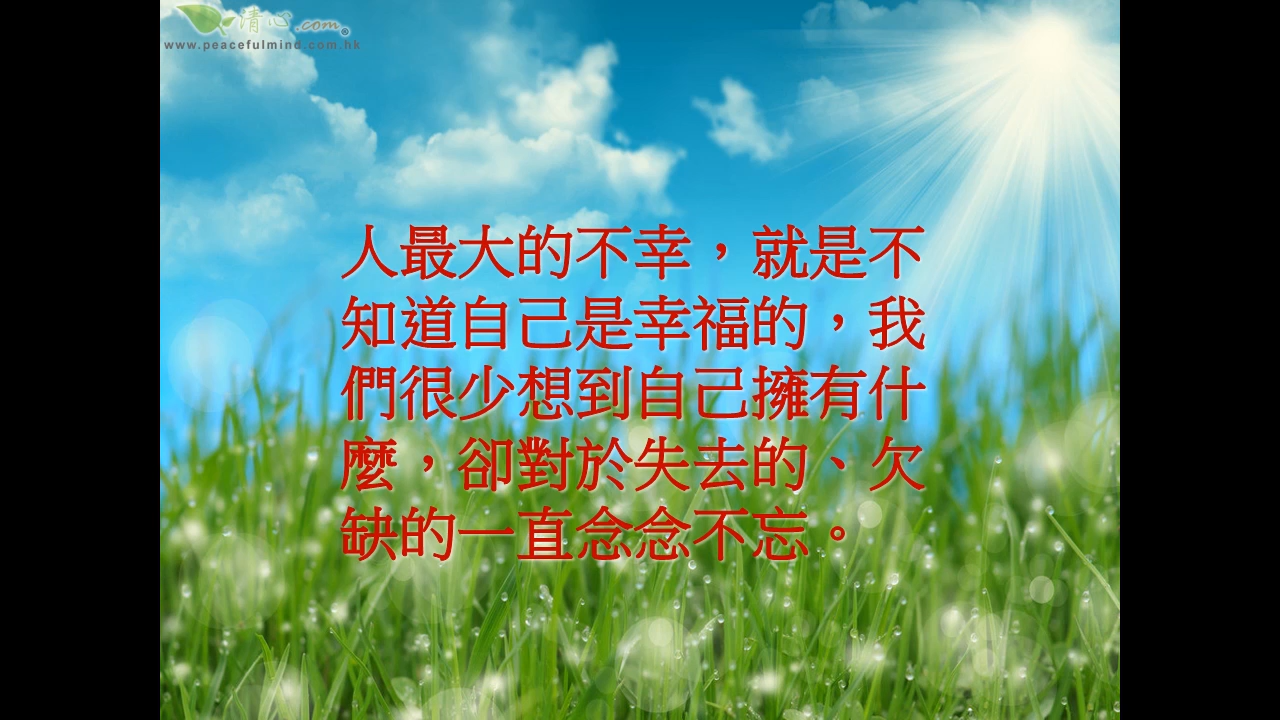 清心.com®
www.peacefulmind.com.hk
人最大的不幸，就是不
知道自己是幸福的，我
們很少想到自己擁有什
麼，卻對於失去的、欠
缺的一直念念不忘。